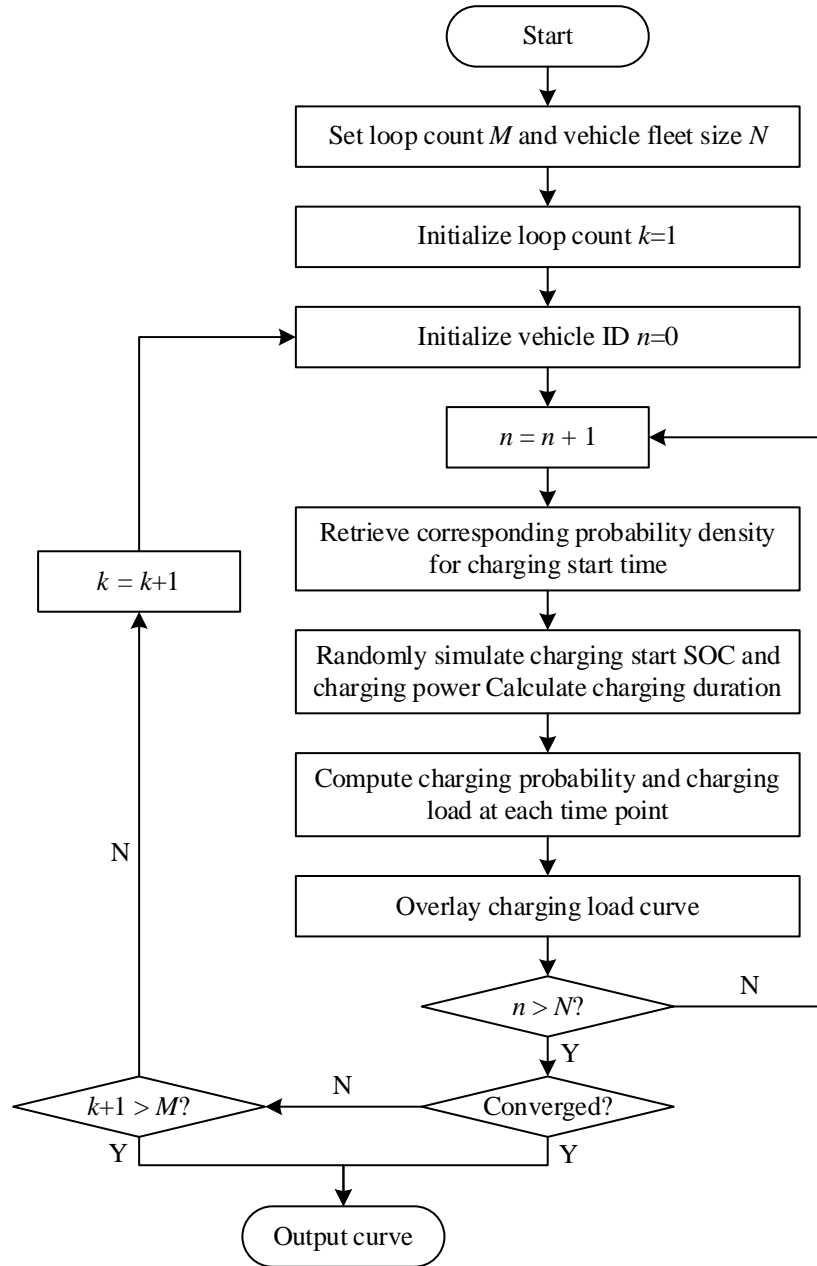 Start
Set loop count M and vehicle fleet size N
Initialize loop count k=1
Initialize vehicle ID n=0
n = n + 1
Retrieve corresponding probability density
for charging start time
k = k+1
Randomly simulate charging start SOC and
charging power Calculate charging duration
Compute charging probability and charging
load at each time point
N
Overlay charging load curve
n > N?
N
Y
N
k+1 > M?
Converged?
Y
Y
Output curve